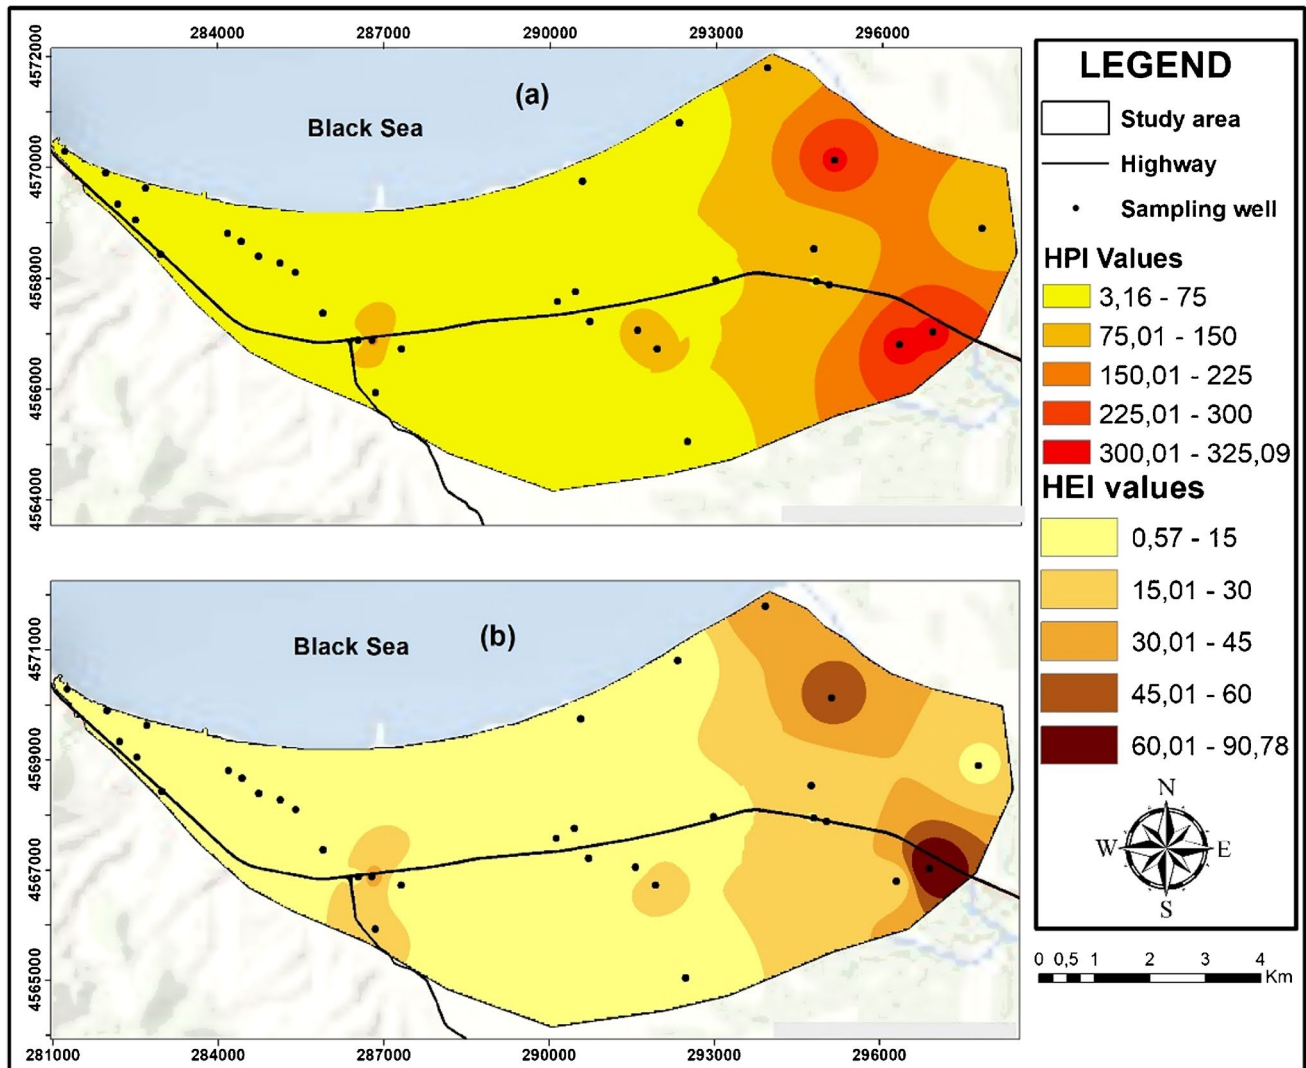 284000 287000 290000 293000 296000
4572000
4570000
4568000
4566000
4564000
(a)
Black Sea
(b)
Black Sea
4571000
4569000
4567000
4565000
281000 284000 287000 290000 293000 296000
LEGEND
Study area
Highway
Sampling well
HPI Values
3,16 - 75
75,01 - 150
150,01 - 225
225,01 - 300
300,01 - 325,09
HEI values
0,57 - 15
15,01 - 30
30,01 - 45
45,01 - 60
60,01 - 90,78
N
W E
S
0 0,5 1 2 3 4
Km